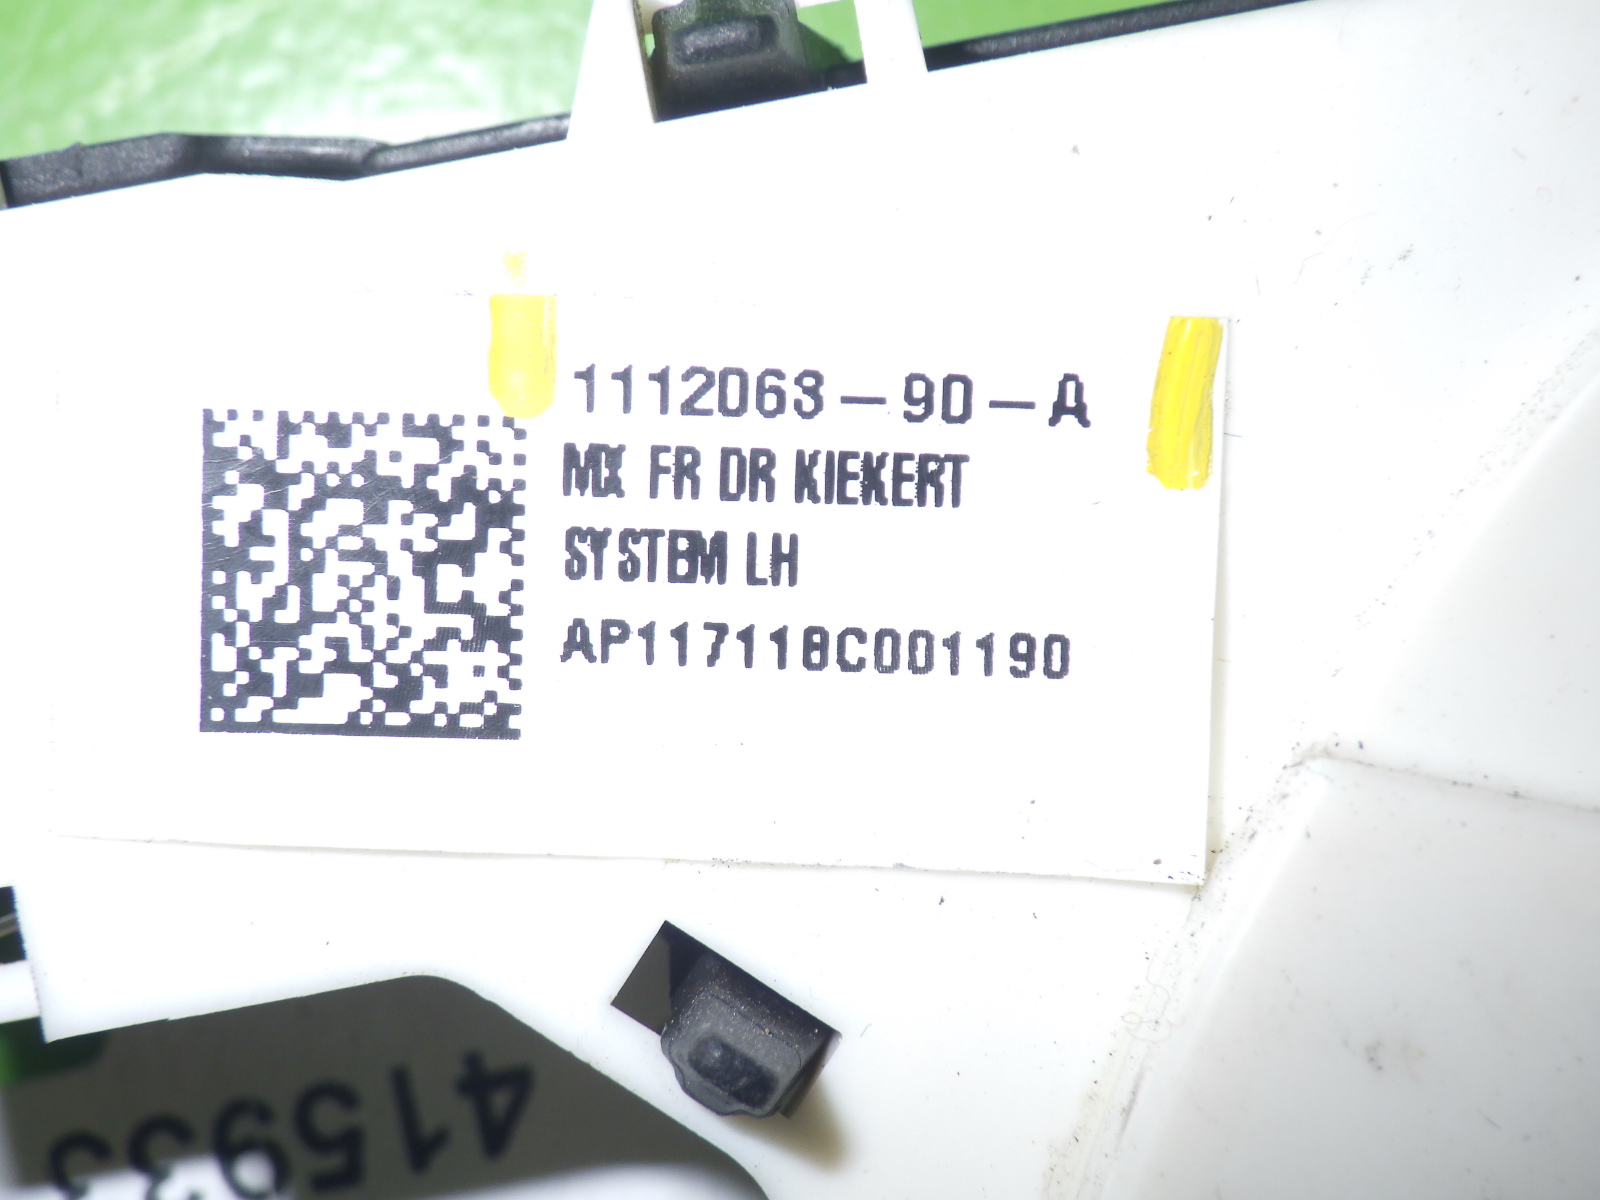 1112063-90-A
MX FR DR KIEKERT
SYSTEM LH
AP117118C001190